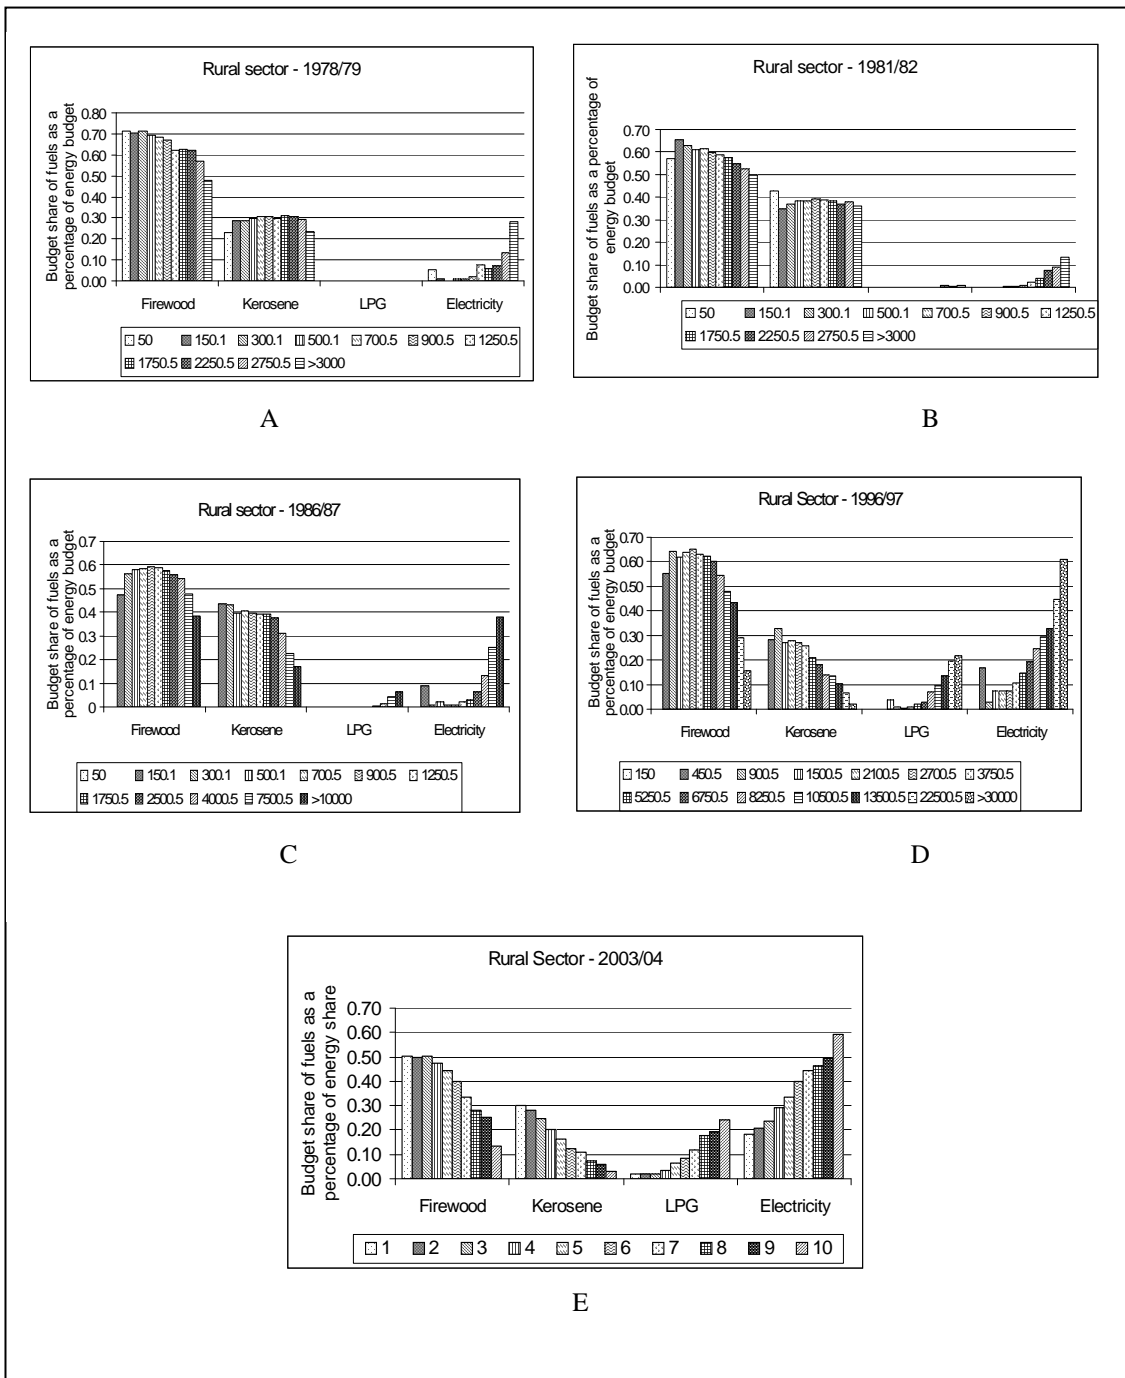 Rural sector - 1978/79
Budget share of fuels as a
percentage of energy budget
0.80
0.70
0.60
0.50
0.40
0.30
0.20
0.10
0.00
Firewood Kerosene LPG Electricity
50 150.1 300.1 500.1 700.5 900.5 1250.5
1750.5 2250.5 2750.5 >3000
A
Rural sector - 1981/82
Budget share of fuels as a percentage of
energy budget
0.70
0.60
0.50
0.40
0.30
0.20
0.10
0.00
50 150.1 300.1 500.1 700.5 900.5 1250.5
1750.5 2250.5 2750.5 >3000
B
Rural sector - 1986/87
Budget share of fuels as a
percentage of energy budget
0.7
0.6
0.5
0.4
0.3
0.2
0.1
0
Firewood Kerosene LPG Electricity
50 150.1 300.1 500.1 700.5 900.5 1250.5
1750.5 2500.5 4000.5 7500.5 >10000
C
Rural Sector - 1996/97
Budget share of fuels as a
percentage of energy budget
0.70
0.60
0.50
0.40
0.30
0.20
0.10
0.00
Firewood Kerosene LPG Electricity
150 450.5 900.5 1500.5 2100.5 2700.5 3750.5
5250.5 6750.5 8250.5 10500.5 13500.5 22500.5 >30000
D
Rural Sector - 2003/04
Budget share of fuels as a
percentage of energy share
0.70
0.60
0.50
0.40
0.30
0.20
0.10
0.00
Firewood Kerosene LPG Electricity
1 2 3 4 5 6 7 8 9 10
E